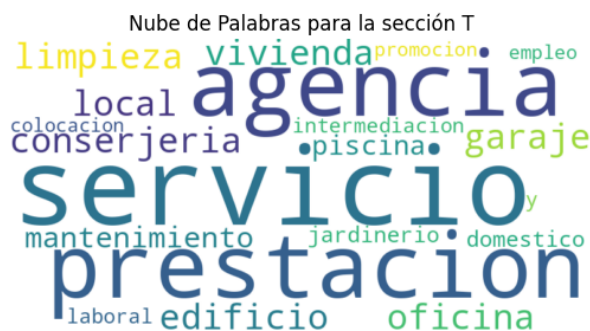 Nube de Palabras para la sección T
limpieza vivienda promocion empleo
agencia
local
colocacion intermediacion
conserjeria piscina garaje
servicio y
mantenimiento jardinerio domestico
prestacion
laboral edificio oficina